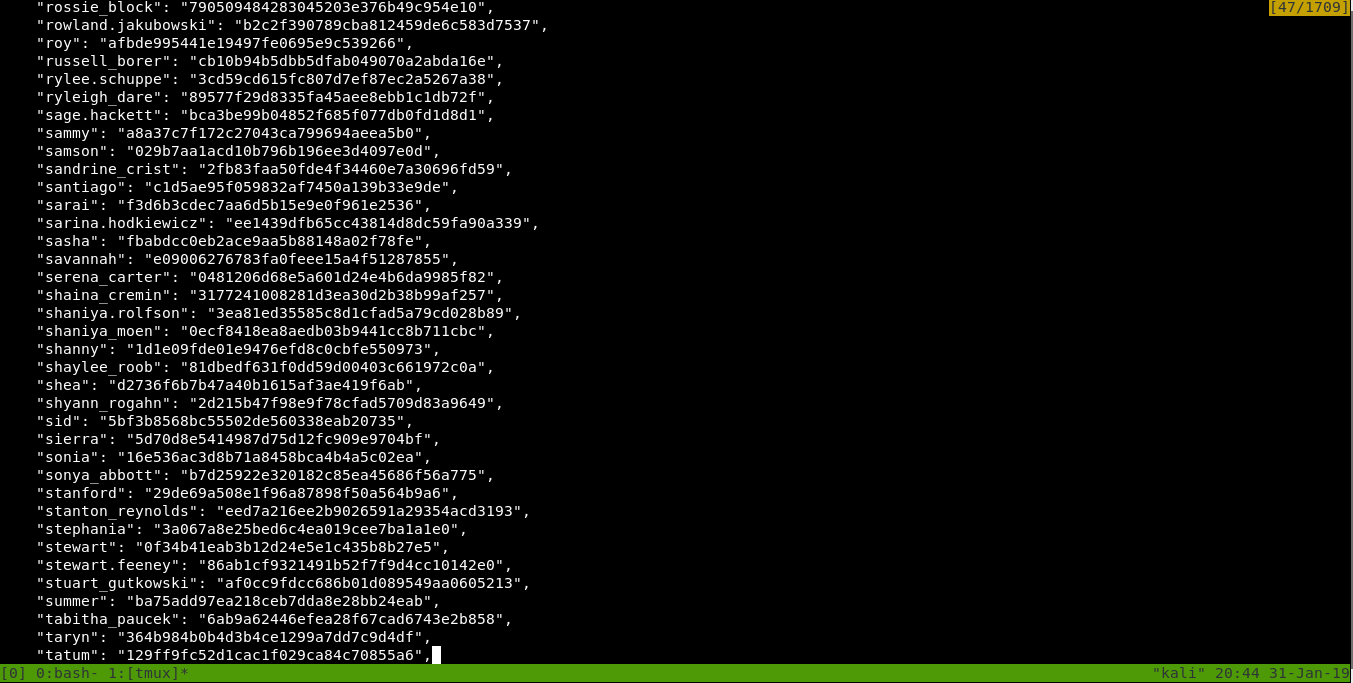 "rossie_block": "790509484283045203e376b49c954e10", [47/1709]
"rowland.jakubowski": "b2c2f390789cba812459de6c583d7537",
"roy": "afbde995441e19497fe0695e9c539266",
"russell_borer": "cb10b94b5dbb5dfab049070a2abda16e",
"rylee.schuppe": "3cd59cd615fc807d7ef87ec2a5267a38",
"ryleigh_dare": "89577f29d8335fa45aee8ebb1c1db72f",
"sage.hackett": "bca3be99b04852f685f077db0fd1d8d1",
"sammy": "a8a37c7f172c27043ca799694aeea5b0",
"samson": "029b7aa1acd10b796b196ee3d4097e0d",
"sandrine_crist": "2fb83faa50fde4f34460e7a30696fd59",
"santiago": "c1d5ae95f059832af7450a139b33e9de",
"sarai": "f3d6b3cdec7aa6d5b15e9e0f961e2536",
"sarina.hodkiewicz": "ee1439dfb65cc43814d8dc59fa90a339",
"sasha": "fbabdcc0eb2ace9aa5b88148a02f78fe",
"savannah": "e09006276783fa0feee15a4f51287855",
"serena_carter": "0481206d68e5a601d24e4b6da9985f82",
"shaina_cremin": "3177241008281d3ea30d2b38b99af257",
"shaniya.rolfson": "3ea81ed35585c8d1cfad5a79cd028b89",
"shaniya_moen": "0ecf8418ea8aedb03b9441cc8b711cbc",
"shanny": "1d1e09fde01e9476efd8c0cbfe550973",
"shaylee_roob": "81dbedf631f0dd59d00403c661972c0a",
"shea": "d2736f6b7b47a40b1615af3ae419f6ab",
"shyann_rogahn": "2d215b47f98e9f78cfad5709d83a9649",
"sid": "5bf3b8568bc55502de560338eab20735",
"sierra": "5d70d8e5414987d75d12fc909e9704bf",
"sonia": "16e536ac3d8b71a8458bca4b4a5c02ea",
"sonya_abbott": "b7d25922e320182c85ea45686f56a775",
"stanford": "29de69a508e1f96a87898f50a564b9a6",
"stanton_reynolds": "eed7a216ee2b9026591a29354acd3193",
"stephania": "3a067a8e25bed6c4ea019cee7ba1a1e0",
"stewart": "0f34b41eab3b12d24e5e1c435b8b27e5",
"stewart.feeney": "86ab1cf9321491b52f7f9d4cc10142e0",
"stuart_gutkowski": "af0cc9fdcc686b01d089549aa0605213",
"summer": "ba75add97ea218ceb7dda8e28bb24eab",
"tabitha_paucek": "6ab9a62446efea28f67cad6743e2b858",
"taryn": "364b984b0b4d3b4ce1299a7dd7c9d4df",
"tatum": "129ff9fc52d1cac1f029ca84c70855a6",
[0] 0:bash- 1:[tmux]* "kali" 20:44 31-Jan-19